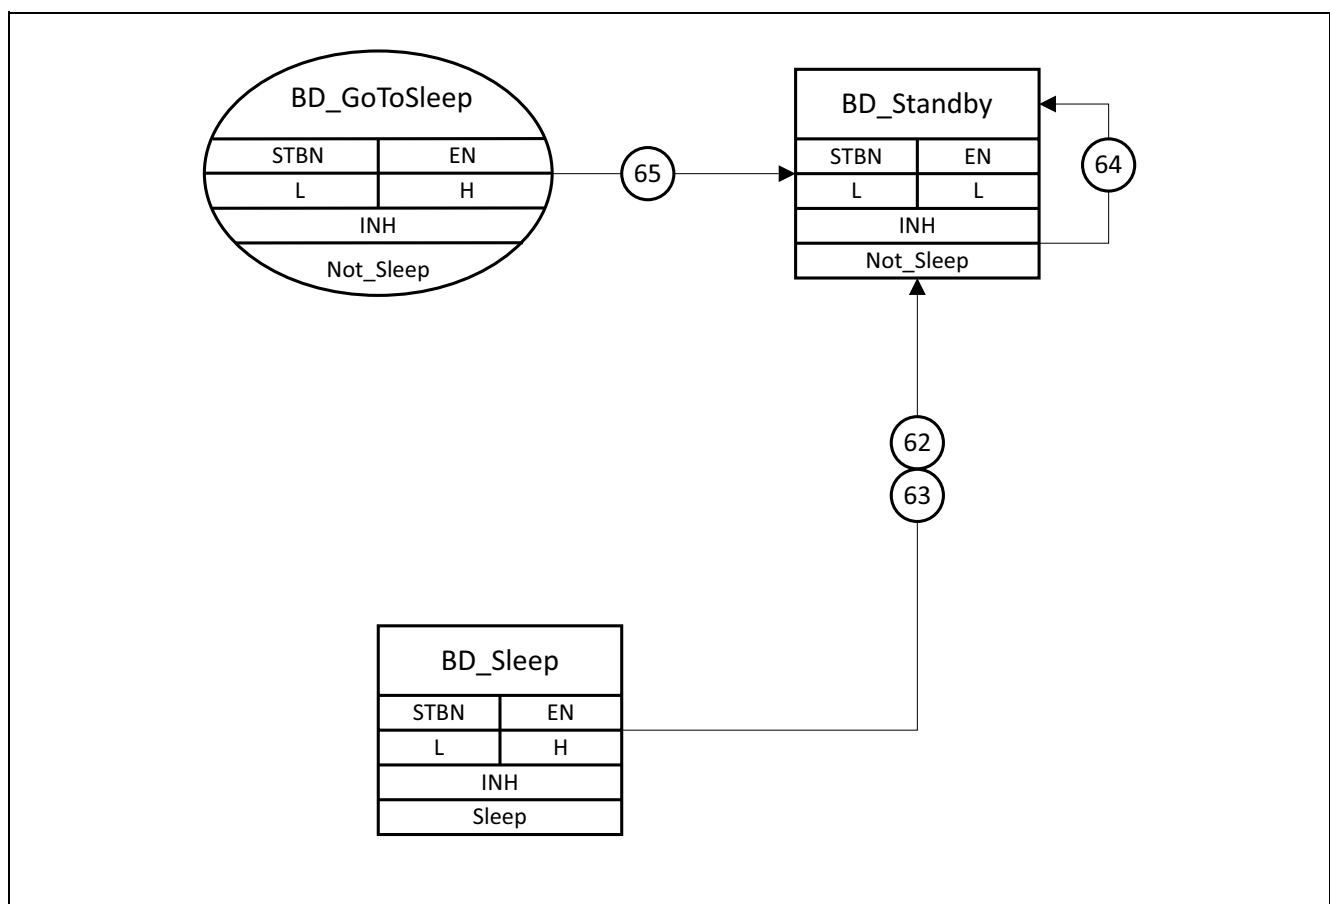 BD_GoToSleep
STBN EN
L H
INH
Not_Sleep
65
BD_Standby
STBN EN
L L
INH
Not_Sleep
64
62
63
BD_Sleep
STBN EN
L H
INH
Sleep